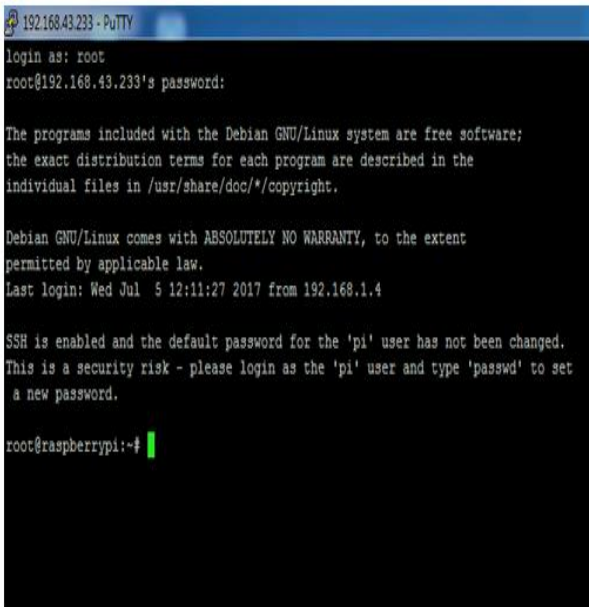 192.168.43.233 - PuTTY
login as: root
root@192.168.43.233's password:
The programs included with the Debian GNU/Linux system are free software;
the exact distribution terms for each program are described in the
individual files in /usr/share/doc/*/copyright.
Debian GNU/Linux comes with ABSOLUTELY NO WARRANTY, to the extent
permitted by applicable law.
Last login: Wed Jul  5 12:11:27 2017 from 192.168.1.4
SSH is enabled and the default password for the 'pi' user has not been changed.
This is a security risk - please login as the 'pi' user and type 'passwd' to set
a new password.
root@raspberrypi:~#